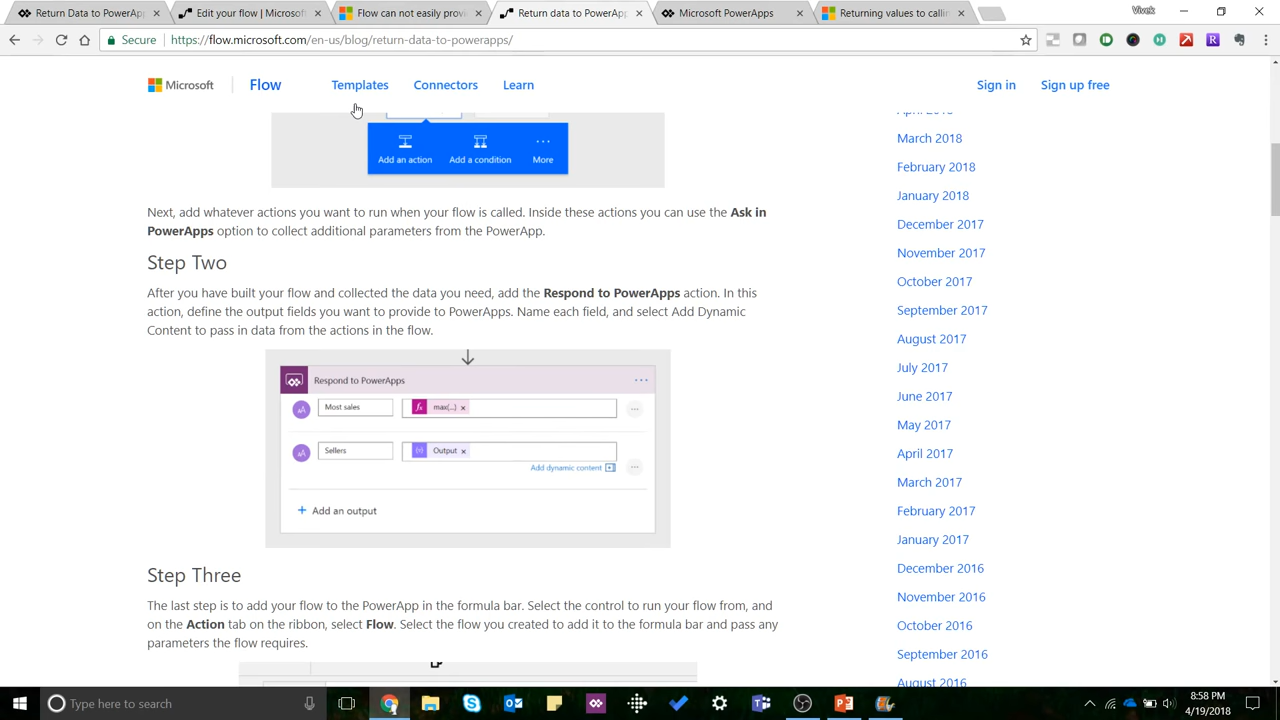 Return Data to PowerApps
Edit your flow | Microsoft
Flow can not easily provi
Return data to PowerApp
Microsoft PowerApps
Returning values to callin
Vivek
Secure
https://flow.microsoft.com/en-us/blog/return-data-to-powerapps/
Microsoft
Flow
Templates
Connectors
Learn
Sign in
Sign up free
Add an action
Add a condition
More
Next, add whatever actions you want to run when your flow is called. Inside these actions you can use the Ask in
PowerApps option to collect additional parameters from the PowerApp.
Step Two
After you have built your flow and collected the data you need, add the Respond to PowerApps action. In this
action, define the output fields you want to provide to PowerApps. Name each field, and select Add Dynamic
Content to pass in data from the actions in the flow.
Respond to PowerApps
Most sales
max(...) x
Sellers
Output x
Add dynamic content
+ Add an output
Step Three
The last step is to add your flow to the PowerApp in the formula bar. Select the control to run your flow from, and
on the Action tab on the ribbon, select Flow. Select the flow you created to add it to the formula bar and pass any
parameters the flow requires.
April 2018
March 2018
February 2018
January 2018
December 2017
November 2017
October 2017
September 2017
August 2017
July 2017
June 2017
May 2017
April 2017
March 2017
February 2017
January 2017
December 2016
November 2016
October 2016
September 2016
August 2016
Type here to search
8:58 PM
4/19/2018